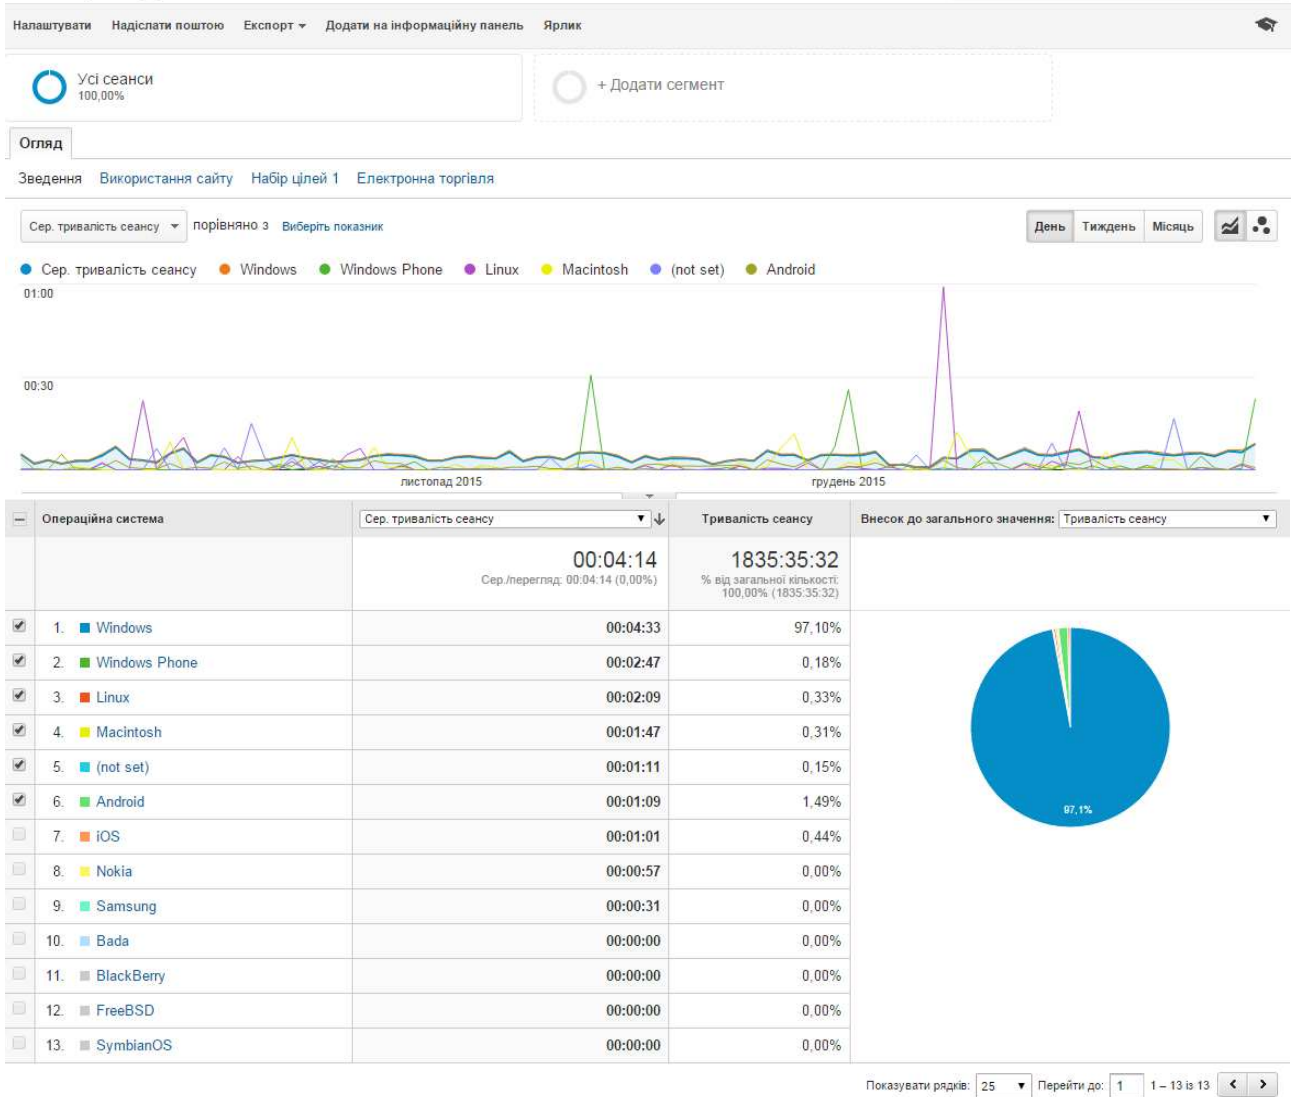 Налаштувати Надіслати поштою Експорт Додати на інформаційну панель Ярлик
Усі сеанси
100,00%
+ Додати сегмент
Огляд
Зведення Використання сайту Набір цілей 1 Електронна торгівля
Сер. тривалість сеансу порівняно з Виберіть показник День Тиждень Місяць
Сер. тривалість сеансу Windows Windows Phone Linux Macintosh (not set) Android
01:00
00:30
листопад 2015 грудень 2015
Операційна система Сер. тривалість сеансу Тривалість сеансу Внесок до загального значення: Тривалість сеансу
00:04:14 1835:35:32
Сер./перегляд: 00:04:14 (0,00%) % від загальної кількості:
100,00% (1835:35:32)
1. Windows 00:04:33 97,10%
2. Windows Phone 00:02:47 0,18%
3. Linux 00:02:09 0,33%
4. Macintosh 00:01:47 0,31%
5. (not set) 00:01:11 0,15%
6. Android 00:01:09 1,49%
97,1%
7. iOS 00:01:01 0,44%
8. Nokia 00:00:57 0,00%
9. Samsung 00:00:31 0,00%
10. Bada 00:00:00 0,00%
11. BlackBerry 00:00:00 0,00%
12. FreeBSD 00:00:00 0,00%
13. SymbianOS 00:00:00 0,00%
Показувати рядків: 25 Перейти до: 1 1 – 13 із 13